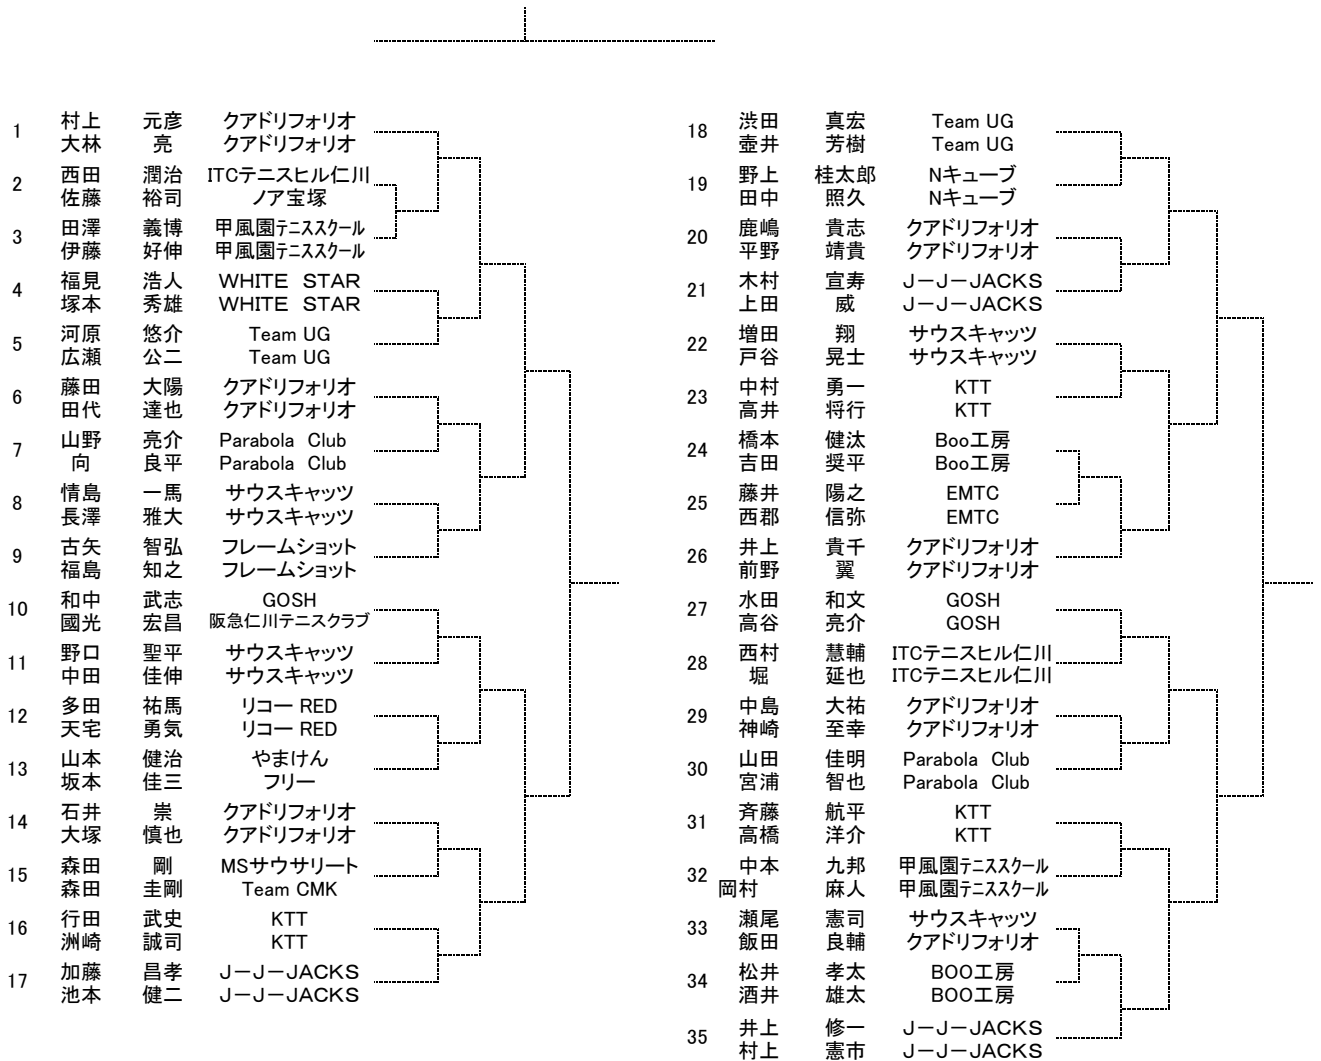 1 村上 元彦 クアドリフォリオ
大林 亮 クアドリフォリオ
2 西田 潤治 ITCテニスヒル仁川
佐藤 裕司 ノア宝塚
3 田澤 義博 甲風園テニススクール
伊藤 好伸 甲風園テニススクール
4 福見 浩人 WHITE STAR
塚本 秀雄 WHITE STAR
5 河原 悠介 Team UG
広瀬 公二 Team UG
6 藤田 大陽 クアドリフォリオ
田代 達也 クアドリフォリオ
7 山野 亮介 Parabola Club
向 良平 Parabola Club
8 情島 一馬 サウスキャッツ
長澤 雅大 サウスキャッツ
9 古矢 智弘 フレームショット
福島 知之 フレームショット
10 和中 武志 GOSH
國光 宏昌 阪急仁川テニスクラブ
11 野口 聖平 サウスキャッツ
中田 佳伸 サウスキャッツ
12 多田 祐馬 リコー RED
天宅 勇気 リコー RED
13 山本 健治 やまけん
坂本 佳三 フリー
14 石井 崇 クアドリフォリオ
大塚 慎也 クアドリフォリオ
15 森田 剛 MSサウサリート
森田 圭剛 Team CMK
16 行田 武史 KTT
洲崎 誠司 KTT
17 加藤 昌孝 J-J-JACKS
池本 健二 J-J-JACKS
18 渋田 真宏 Team UG
壺井 芳樹 Team UG
19 野上 桂太郎 Nキューブ
田中 照久 Nキューブ
20 鹿嶋 貴志 クアドリフォリオ
平野 靖貴 クアドリフォリオ
21 木村 宣寿 J-J-JACKS
上田 威 J-J-JACKS
22 増田 翔 サウスキャッツ
戸谷 晃士 サウスキャッツ
23 中村 勇一 KTT
高井 将行 KTT
24 橋本 健汰 Boo工房
吉田 奨平 Boo工房
25 藤井 陽之 EMTC
西郡 信弥 EMTC
26 井上 貴千 クアドリフォリオ
前野 翼 クアドリフォリオ
27 水田 和文 GOSH
高谷 亮介 GOSH
28 西村 慧輔 ITCテニスヒル仁川
堀 延也 ITCテニスヒル仁川
29 中島 大祐 クアドリフォリオ
神崎 至幸 クアドリフォリオ
30 山田 佳明 Parabola Club
宮浦 智也 Parabola Club
31 斉藤 航平 KTT
高橋 洋介 KTT
32 中本 九邦 甲風園テニススクール
岡村 麻人 甲風園テニススクール
33 瀬尾 憲司 サウスキャッツ
飯田 良輔 クアドリフォリオ
34 松井 孝太 BOO工房
酒井 雄太 BOO工房
35 井上 修一 J-J-JACKS
村上 憲市 J-J-JACKS